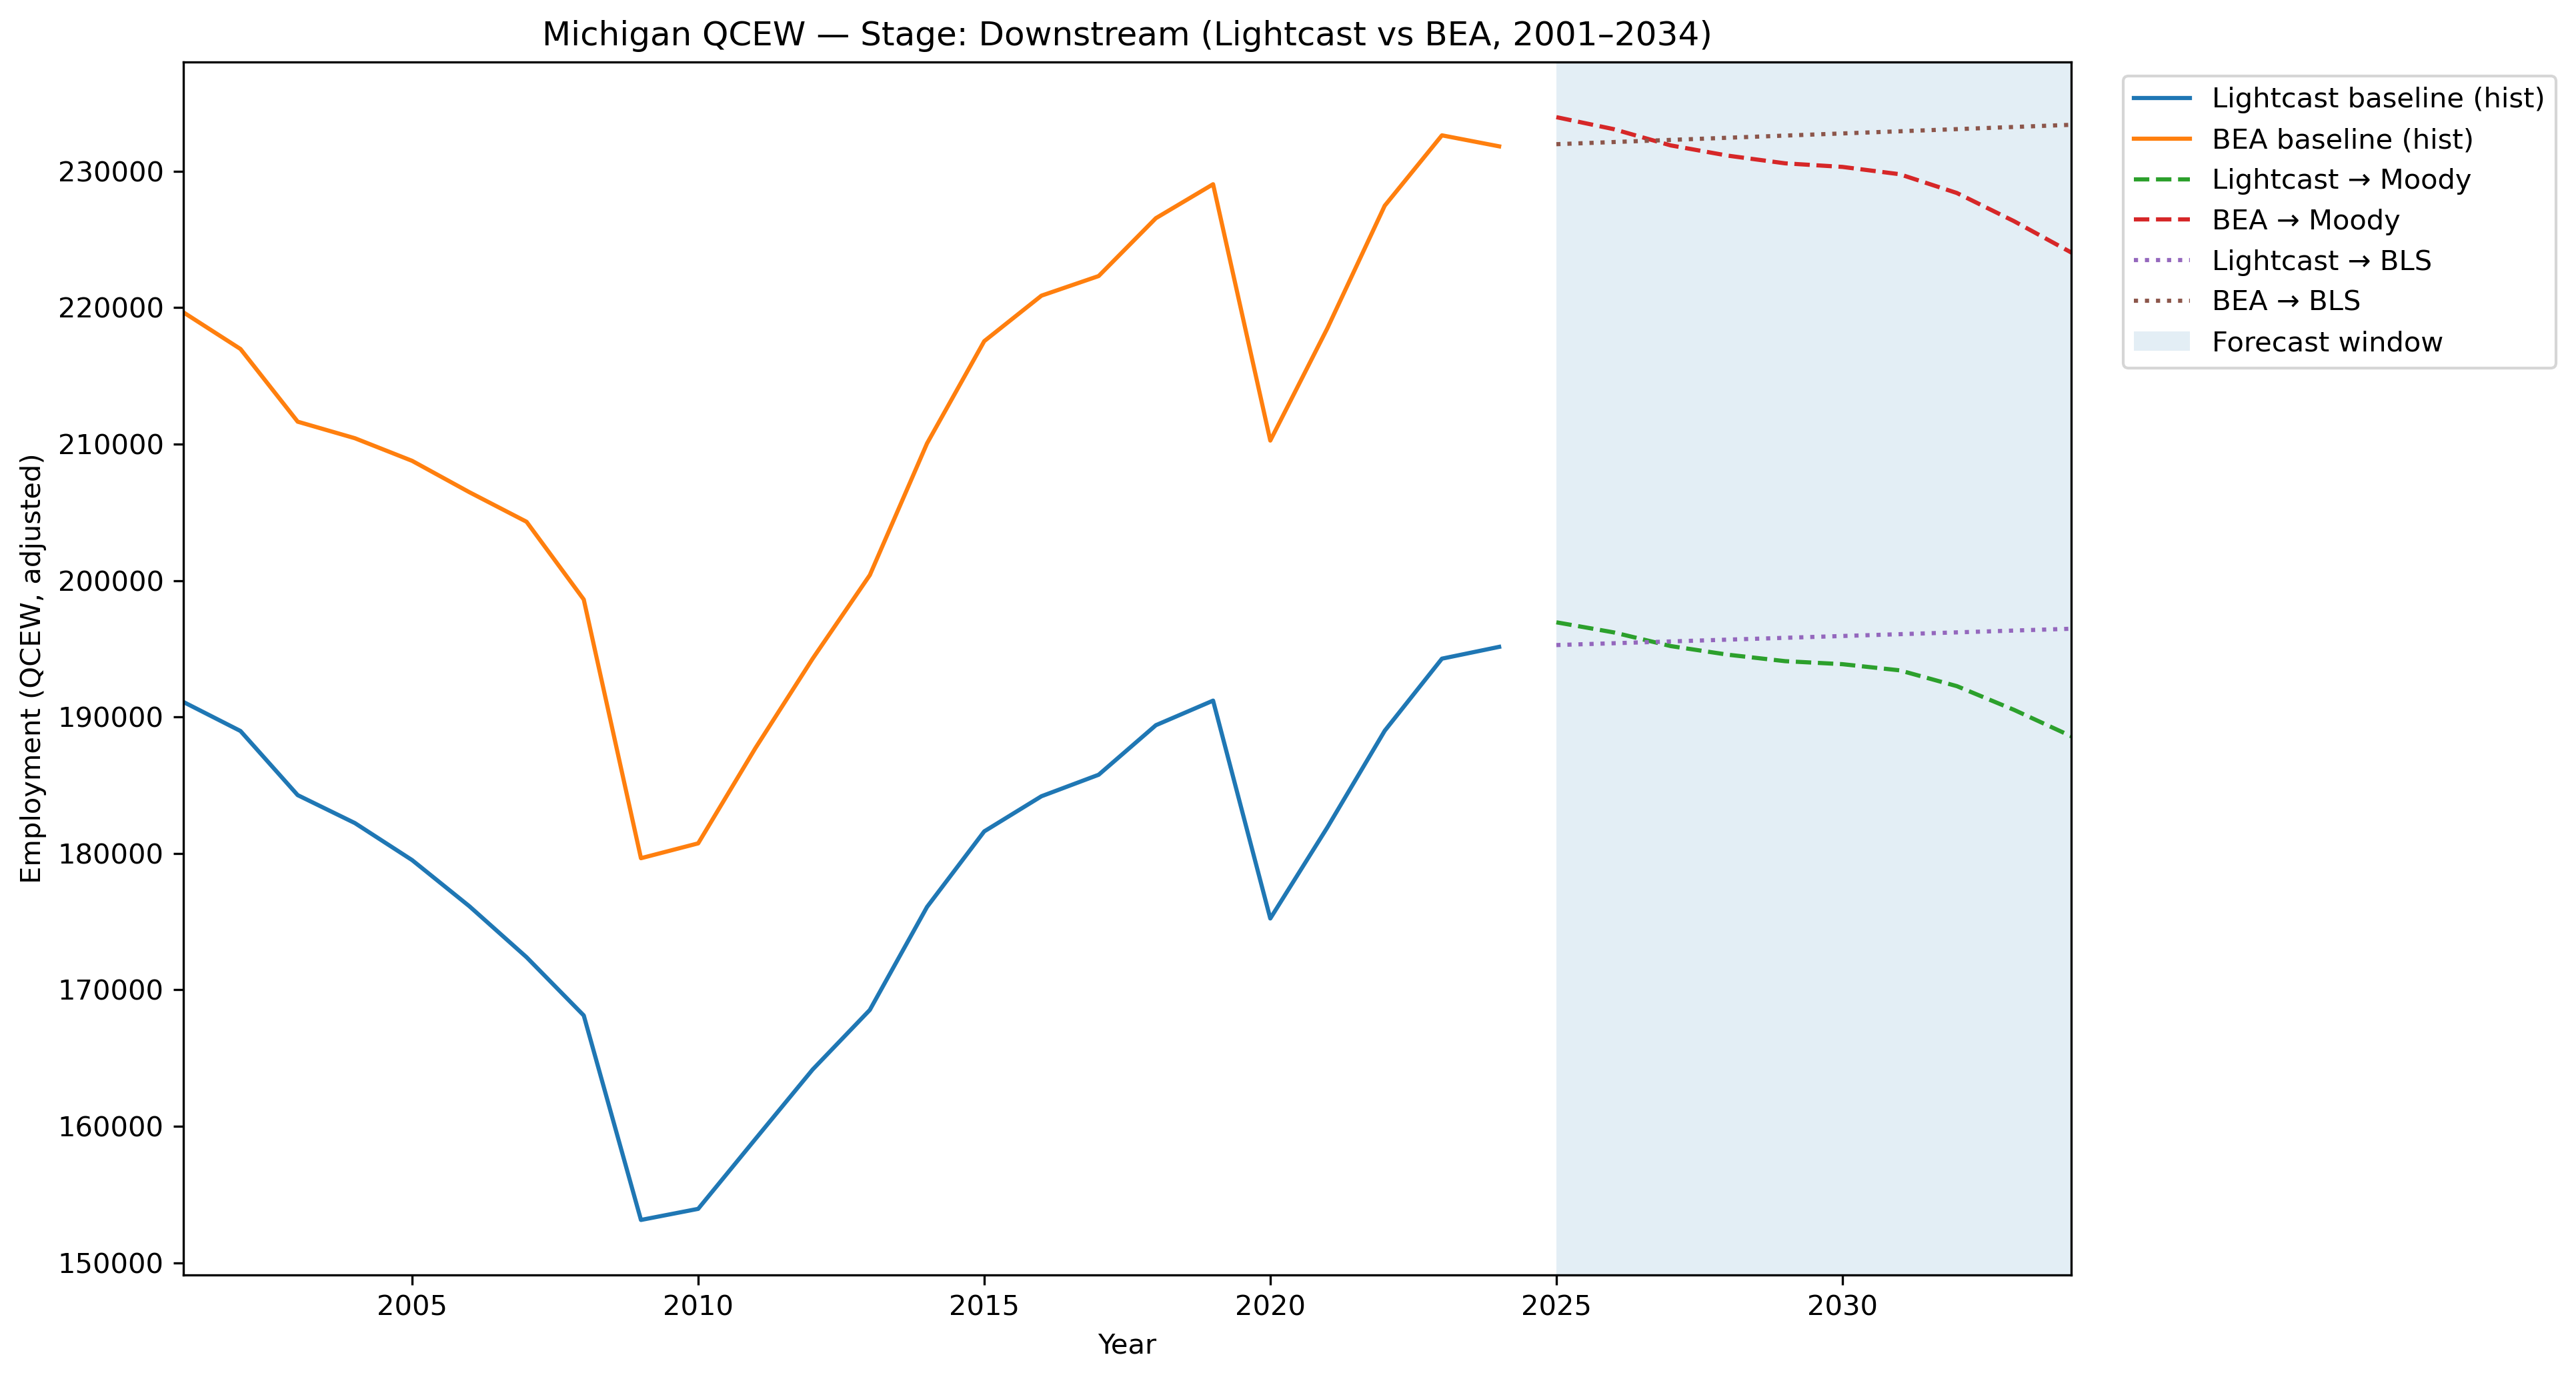 Michigan QCEW — Stage: Downstream (Lightcast vs BEA, 2001–2034)
Lightcast baseline (hist)
BEA baseline (hist)
Lightcast → Moody
BEA → Moody
Lightcast → BLS
BEA → BLS
Forecast window
Employment (QCEW, adjusted)
230000
220000
210000
200000
190000
180000
170000
160000
150000
2005
2010
2015
2020
2025
2030
Year